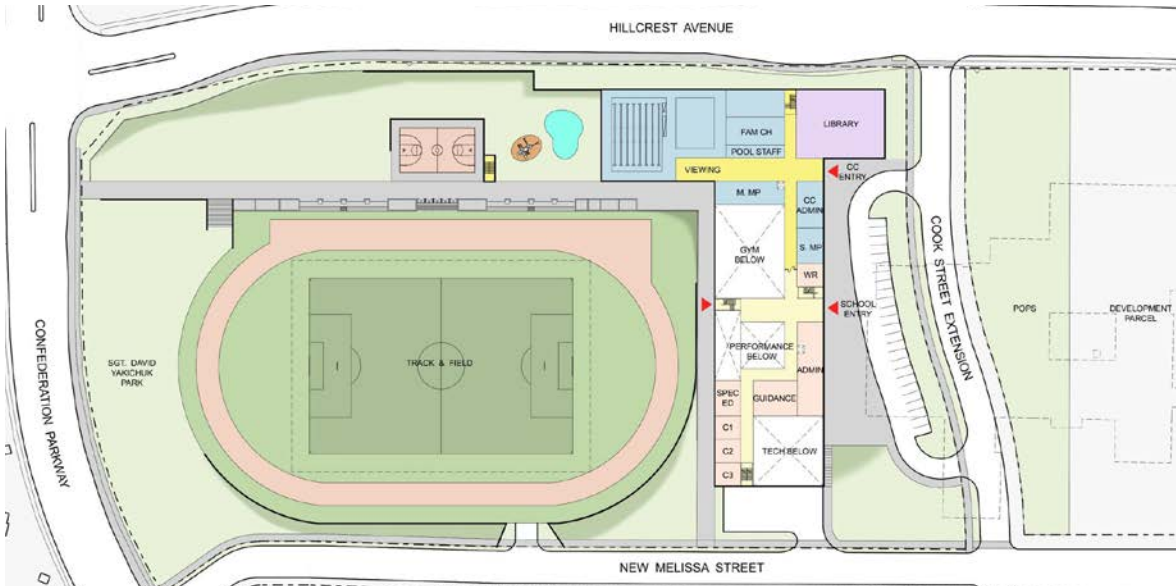 HILLCREST AVENUE
FAM CH
POOL STAFF
LIBRARY
VIEWING
CC
ENTRY
M. MP
CC
ADMIN
GYM
BELOW
S. MP
WR
SCHOOL
ENTRY
COOK STREET EXTENSION
POPS
DEVELOPMENT
PARCEL
CONFEDERATION PARKWAY
SGT. DAVID
YAKICHUK
PARK
TRACK & FIELD
PERFORMANCE
BELOW
ADMIN
SPEC
ED
GUIDANCE
C1
C2
C3
TECH BELOW
NEW MELISSA STREET